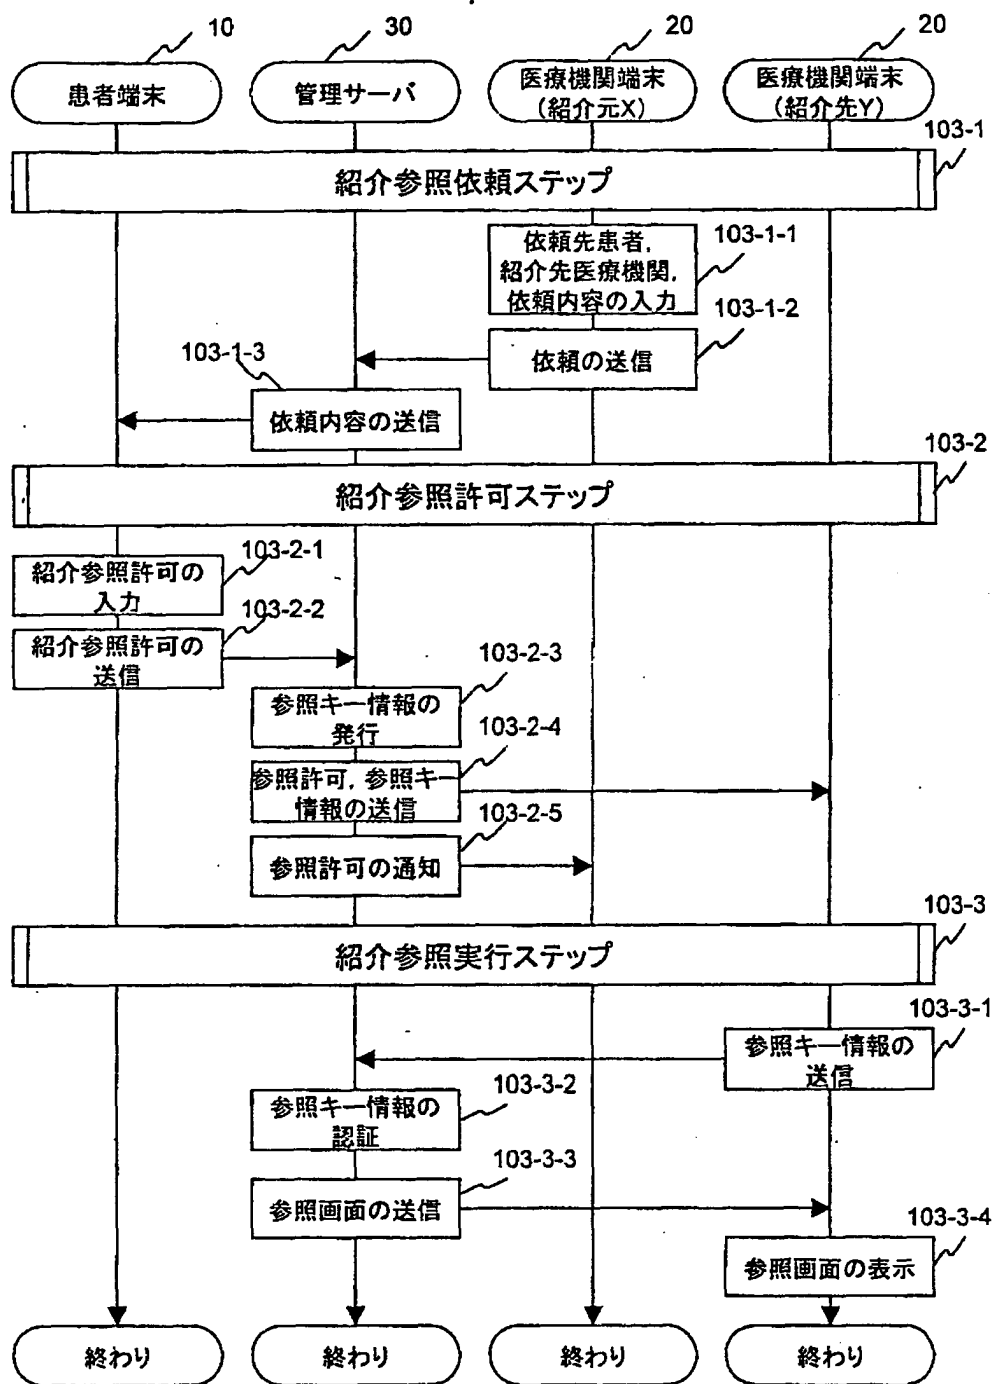 10
30
20
20
患者端末
管理サーバ
医療機関端末
(紹介元X)
医療機関端末
(紹介先Y)
103-1
紹介参照依頼ステップ
依頼先患者,
紹介先医療機関,
依頼内容の入力
103-1-1
103-1-2
依頼の送信
103-1-3
依頼内容の送信
103-2
紹介参照許可ステップ
103-2-1
紹介参照許可の
入力
103-2-2
紹介参照許可の
送信
103-2-3
参照キー情報の
発行
103-2-4
参照許可, 参照キー
情報の送信
103-2-5
参照許可の通知
103-3
紹介参照実行ステップ
103-3-1
参照キー情報の
送信
103-3-2
参照キー情報の
認証
103-3-3
参照画面の送信
103-3-4
参照画面の表示
終わり
終わり
終わり
終わり